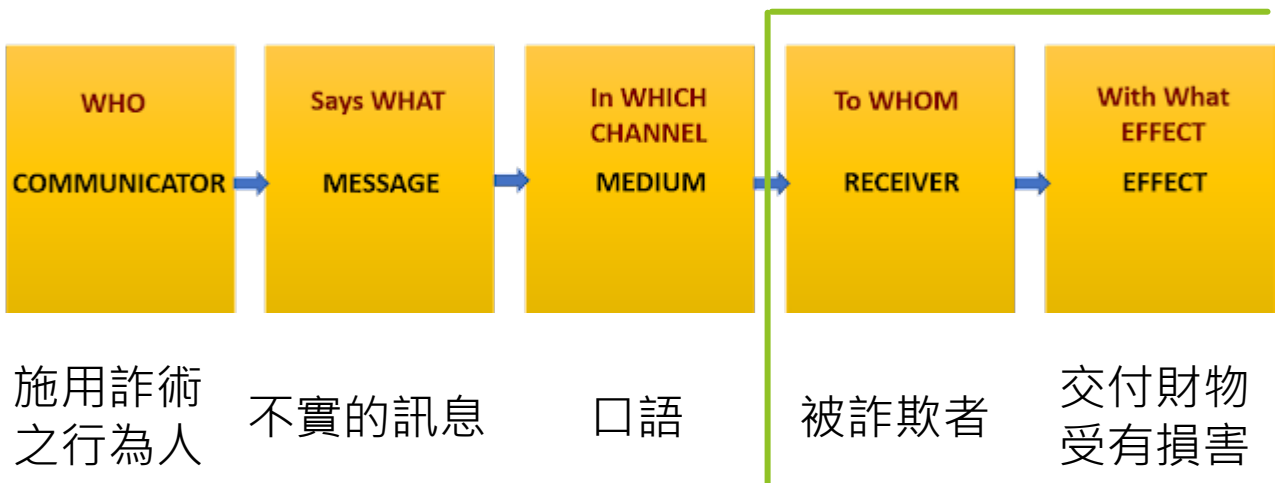 WHO
COMMUNICATOR
Says WHAT
MESSAGE
In WHICH
CHANNEL
MEDIUM
To WHOM
RECEIVER
With What
EFFECT
EFFECT
施用詐術
之行為人
不實的訊息
口語
被詐欺者
交付財物
受有損害